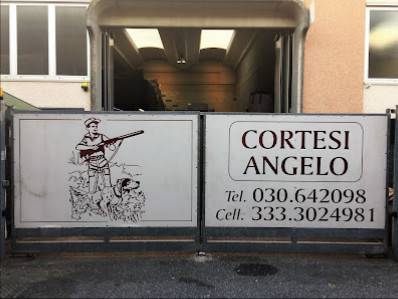 CORTESI
ANGELO
Tel. 030.642098
Cell. 333.3024981